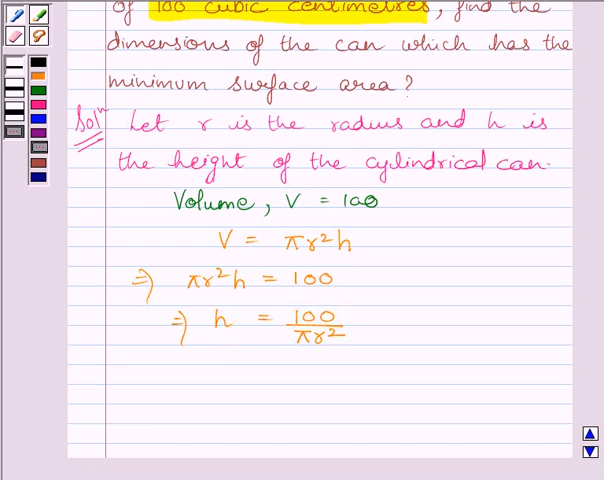 of 100 cubic centimetres, find the
dimensions of the can which has the
minimum surface area?
Solⁿ Let r is the radius and h is
the height of the cylindrical can.
Volume, V = 100
V = πr²h
⇒ πr²h = 100
⇒ h = 100/πr²